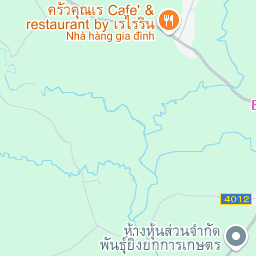 ครัวคุณเร Cafe' &
restaurant by เรไรริน
Nhà hàng gia đình
4012
ห้างหุ้นส่วนจำกัด
พันธุ์ยิ่งยกการเกษตร